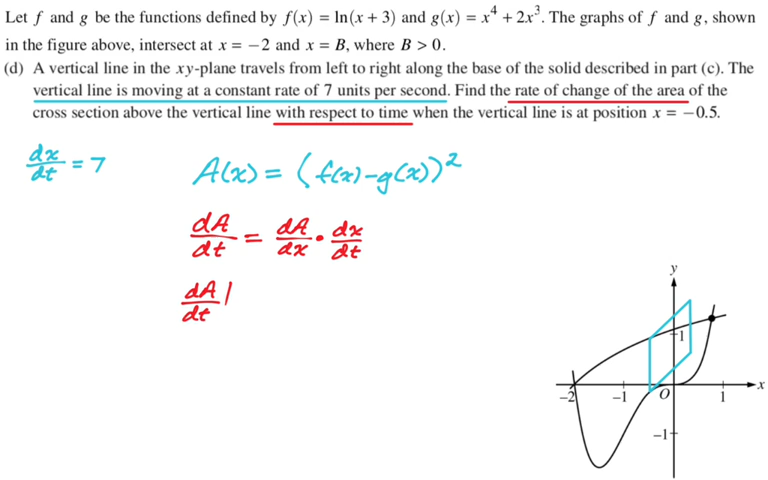 Let f and g be the functions defined by f(x) = ln(x + 3) and g(x) = x⁴ + 2x³. The graphs of f and g, shown
in the figure above, intersect at x = −2 and x = B, where B > 0.
(d) A vertical line in the xy-plane travels from left to right along the base of the solid described in part (c). The
vertical line is moving at a constant rate of 7 units per second. Find the rate of change of the area of the
cross section above the vertical line with respect to time when the vertical line is at position x = −0.5.
dx/dt = 7
A(x) = (f(x)-g(x))²
dA/dt = dA/dx • dx/dt
dA/dt |
y
1
−2 −1 O 1 x
−1